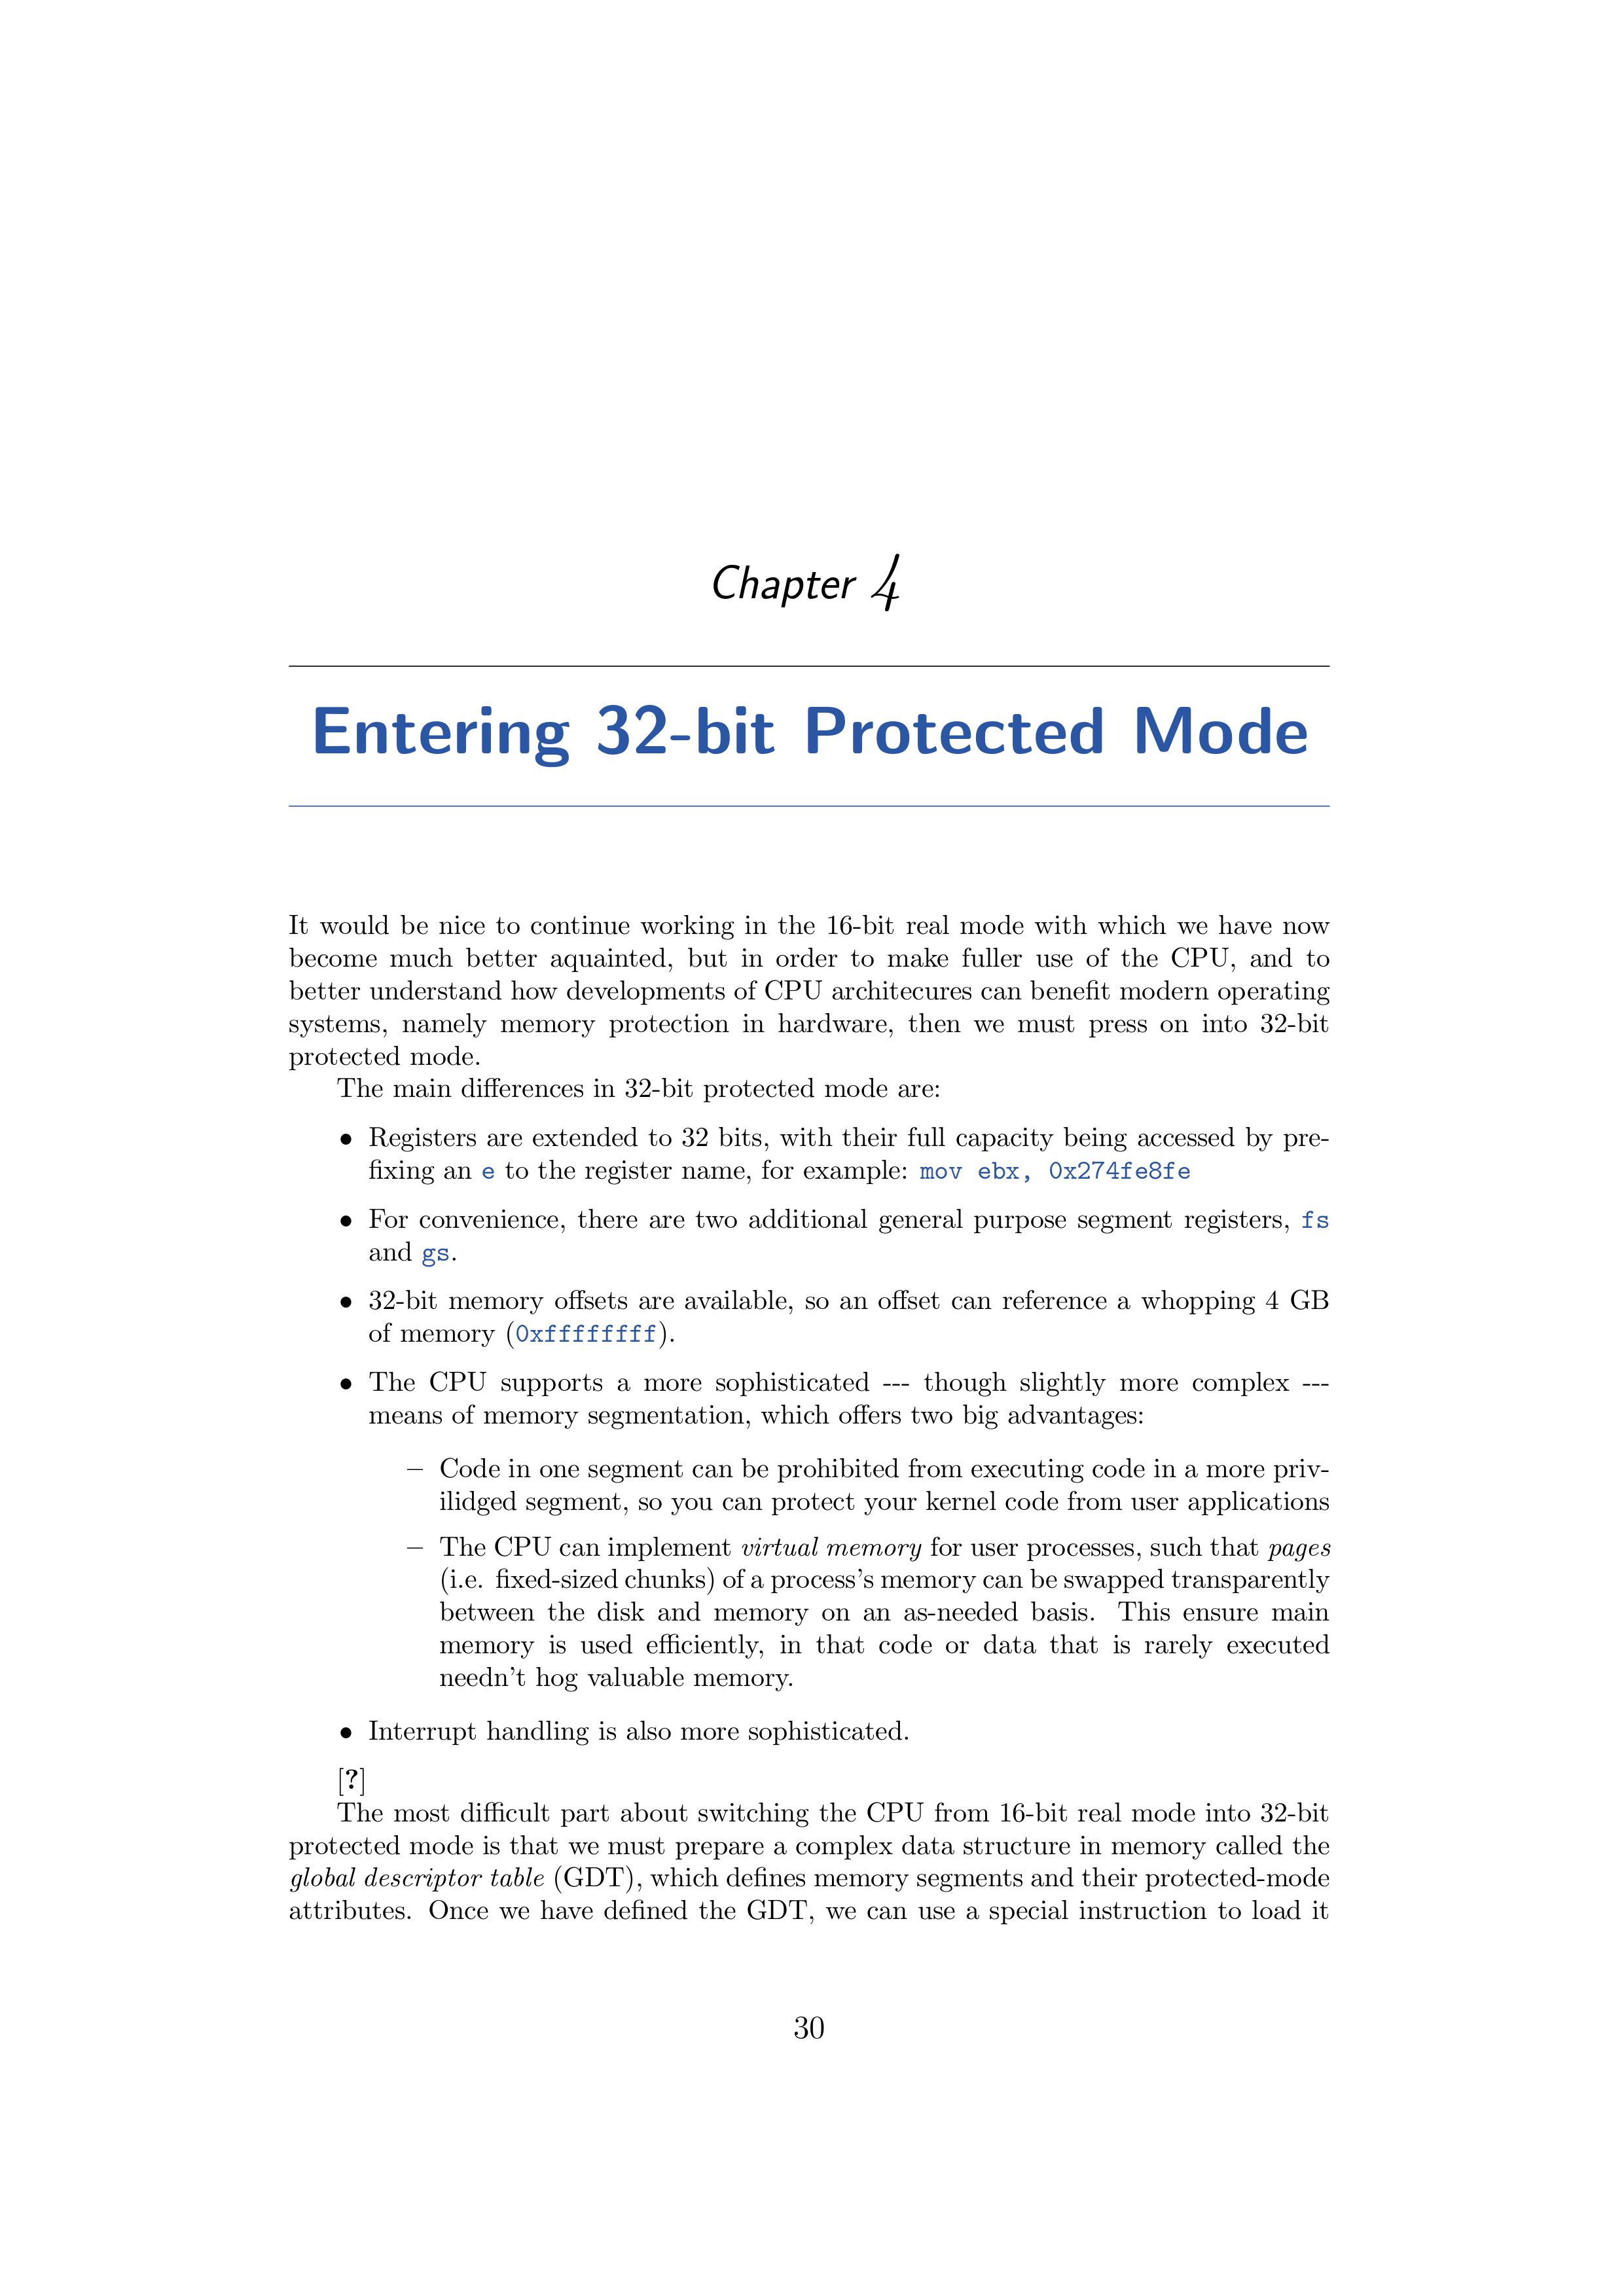 Chapter 4
Entering 32-bit Protected Mode
It would be nice to continue working in the 16-bit real mode with which we have now
become much better aquainted, but in order to make fuller use of the CPU, and to
better understand how developments of CPU architecures can benefit modern operating
systems, namely memory protection in hardware, then we must press on into 32-bit
protected mode.
The main differences in 32-bit protected mode are:
• Registers are extended to 32 bits, with their full capacity being accessed by pre-
fixing an e to the register name, for example: mov ebx, 0x274fe8fe
• For convenience, there are two additional general purpose segment registers, fs
and gs.
• 32-bit memory offsets are available, so an offset can reference a whopping 4 GB
of memory (0xffffffff).
• The CPU supports a more sophisticated --- though slightly more complex ---
means of memory segmentation, which offers two big advantages:
– Code in one segment can be prohibited from executing code in a more priv-
ilidged segment, so you can protect your kernel code from user applications
– The CPU can implement virtual memory for user processes, such that pages
(i.e. fixed-sized chunks) of a process's memory can be swapped transparently
between the disk and memory on an as-needed basis. This ensure main
memory is used efficiently, in that code or data that is rarely executed
needn't hog valuable memory.
• Interrupt handling is also more sophisticated.
[?]
The most difficult part about switching the CPU from 16-bit real mode into 32-bit
protected mode is that we must prepare a complex data structure in memory called the
global descriptor table (GDT), which defines memory segments and their protected-mode
attributes. Once we have defined the GDT, we can use a special instruction to load it
30